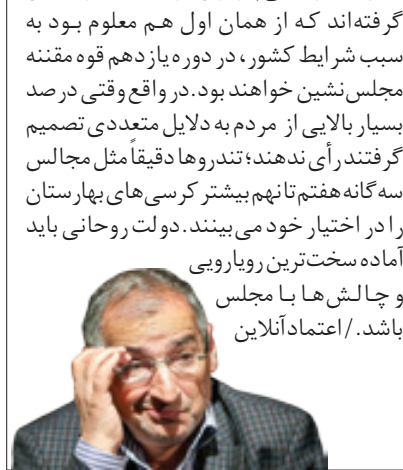 گرفته‌اند که از همان اول هم معلوم بود به
سبب شرایط کشور، در دوره یازدهم قوه مقننه
مجلس‌نشین خواهند بود.در واقع وقتی درصد
بسیار بالایی از مردم به دلایل متعددی تصمیم
گرفتند رأی ندهند؛ تندروها دقیقاً مثل مجالس
سه‌گانه هفتم تا نهم بیشتر کرسی‌های بهارستان
را در اختیار خود می‌بینند. دولت روحانی باید
آماده سخت‌ترین رویارویی
و چالش‌ها با مجلس
باشد./اعتمادآنلاین